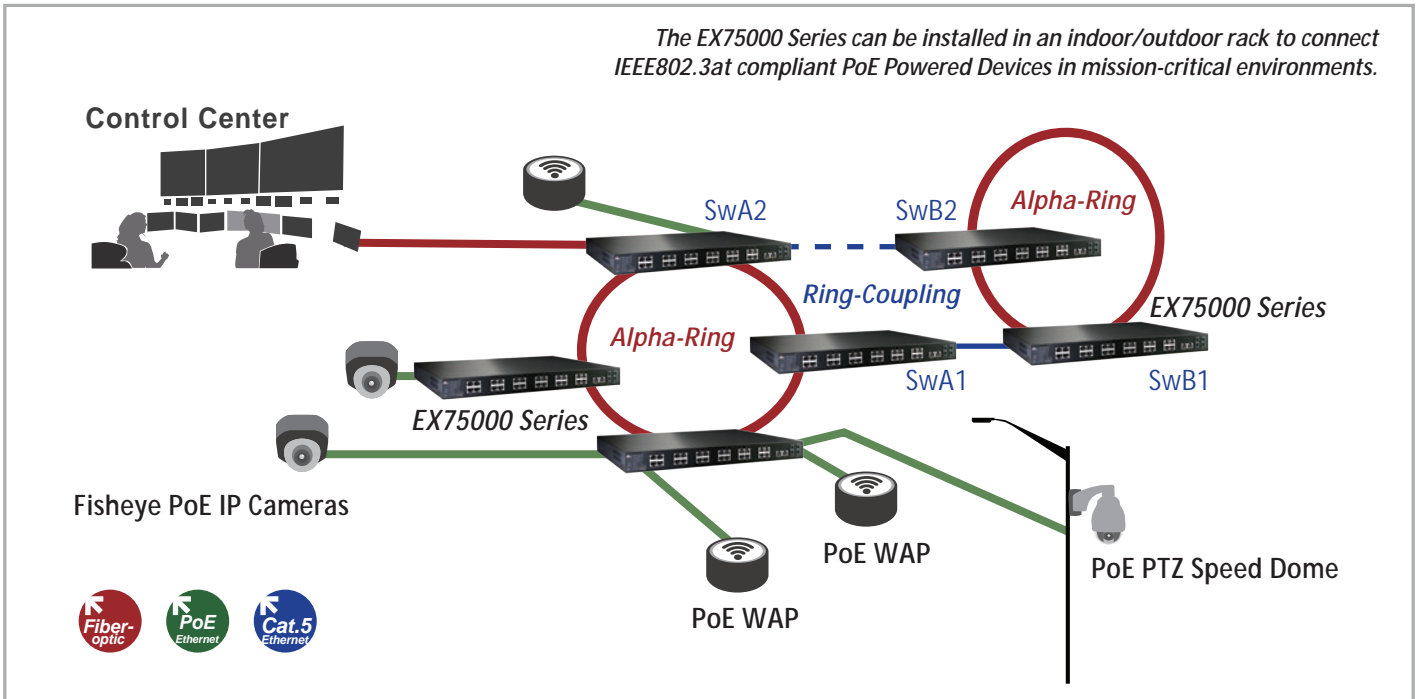 The EX75000 Series can be installed in an indoor/outdoor rack to connect
IEEE802.3at compliant PoE Powered Devices in mission-critical environments.
Control Center
SwA2
SwB2
Alpha-Ring
Ring-Coupling
EX75000 Series
Alpha-Ring
SwA1
SwB1
EX75000 Series
Fisheye PoE IP Cameras
PoE WAP
PoE PTZ Speed Dome
PoE WAP
Fiber-
optic
PoE
Ethernet
Cat.5
Ethernet